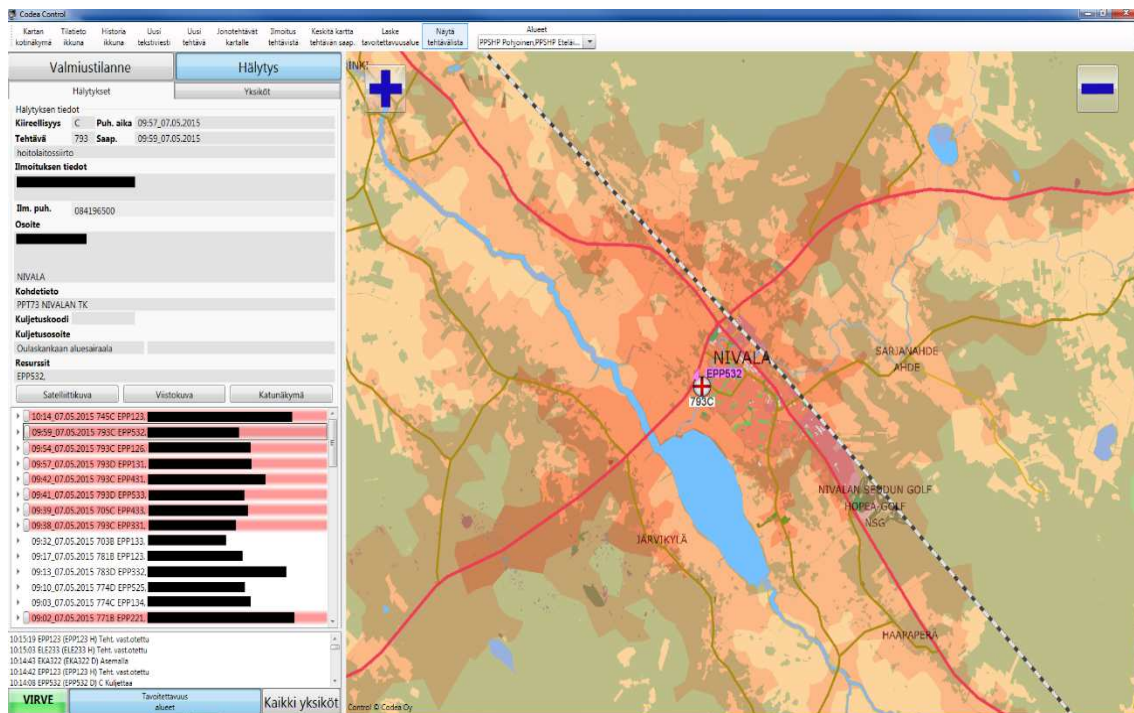 Codea Control
Kartan kotinäkymä
Tilatieto ikkuna
Historia ikkuna
Uusi tekstiviesti
Uusi tehtävä
Jonotehtävät kartalle
Ilmoitus tehtävistä
Keskitä kartta tehtävän saap.
Laske tavoitettavuusalue
Näytä tehtävälista
Alueet
PPSHP Pohjoinen,PPSHP Eteläi...
Valmiustilanne
Hälytys
Hälytykset
Yksiköt
Hälytyksen tiedot
Kiireellisyys C Puh. aika 09:57_07.05.2015
Tehtävä 793 Saap. 09:59_07.05.2015
hoitolaitossiirto
Ilmoituksen tiedot
Ilm. puh. 084196500
Osoite
NIVALA
Kohdetieto
PPT73 NIVALAN TK
Kuljetuskoodi
Kuljetusosoite
Oulaskankaan aluesairaala
Resurssit
EPP532,
Satelliittikuva
Viistokuva
Katunäkymä
10:14_07.05.2015 745C EPP123,
09:59_07.05.2015 793C EPP532,
09:54_07.05.2015 793C EPP126,
09:57_07.05.2015 793D EPP131,
09:42_07.05.2015 793C EPP431,
09:41_07.05.2015 793D EPP533,
09:39_07.05.2015 705C EPP433,
09:38_07.05.2015 793C EPP331,
09:32_07.05.2015 703B EPP133,
09:17_07.05.2015 781B EPP123,
09:13_07.05.2015 783D EPP332,
09:10_07.05.2015 774D EPP525,
09:03_07.05.2015 774C EPP134,
09:02_07.05.2015 771B EPP221,
10:15:19 EPP123 (EPP123 H) Teht. vast.otettu
10:15:03 ELE233 (ELE233 H) Teht. vast.otettu
10:14:43 EKA322 (EKA322 D) Asemalla
10:14:42 EPP123 (EPP123 H) Teht. vast.otettu
10:14:08 EPP532 (EPP532 D) C Kuljettaa
VIRVE
Tavoitettavuus alueet
Kaikki yksiköt
NIVALA
EPP532
793C
SARJANAHDE
AHDE
NIVALAN SEUDUN GOLF
HOPEA-GOLF
NSG
JÄRVIKYLÄ
HAAPAPERÄ
Control © Codea Oy